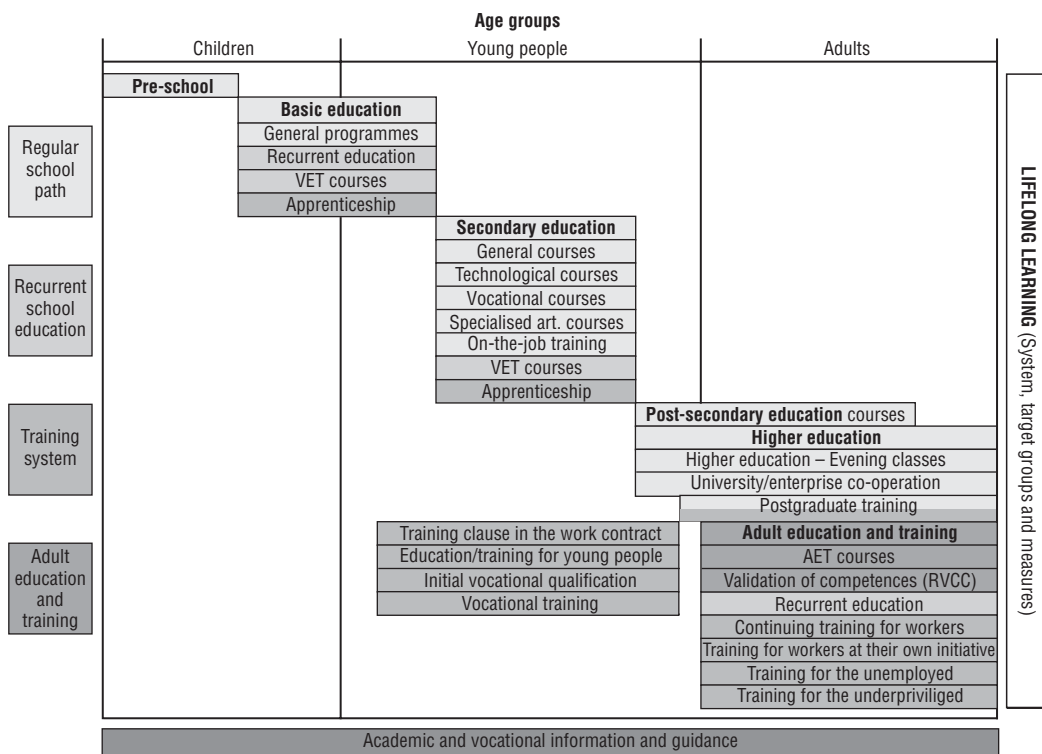 Age groups
Children
Young people
Adults
Pre-school
Basic education
General programmes
Recurrent education
VET courses
Apprenticeship
Secondary education
General courses
Technological courses
Vocational courses
Specialised art. courses
On-the-job training
VET courses
Apprenticeship
Post-secondary education courses
Higher education
Higher education – Evening classes
University/enterprise co-operation
Postgraduate training
Training clause in the work contract
Education/training for young people
Initial vocational qualification
Vocational training
Adult education and training
AET courses
Validation of competences (RVCC)
Recurrent education
Continuing training for workers
Training for workers at their own initiative
Training for the unemployed
Training for the underpriviliged
Regular
school
path
Recurrent
school
education
Training
system
Adult
education
and
training
LIFELONG LEARNING (System, target groups and measures)
Academic and vocational information and guidance